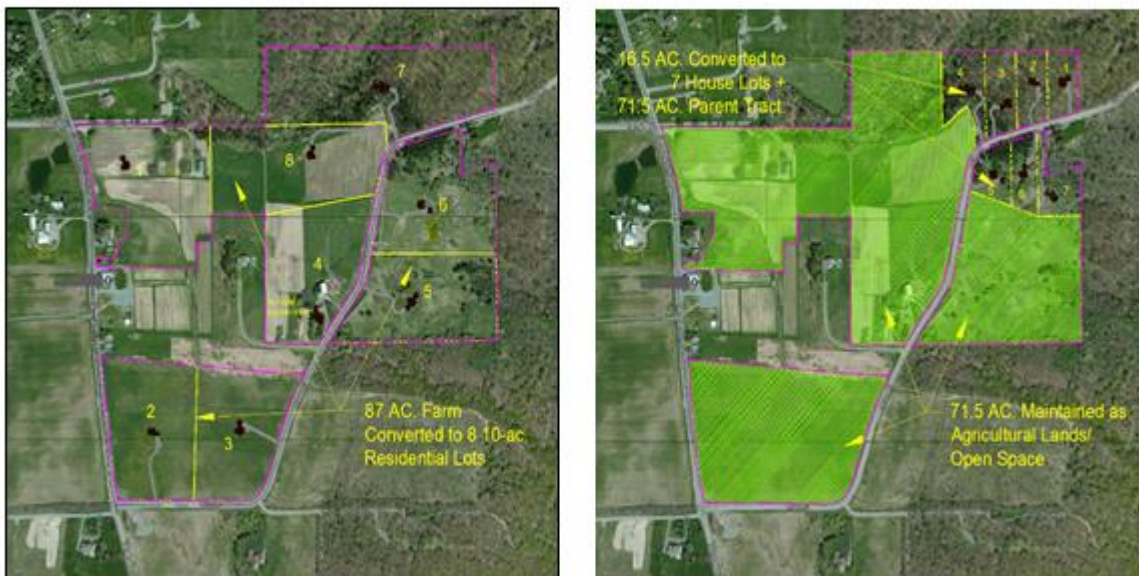 7
8
6
4
5
2
3
87 AC. Farm
Converted to 8 10-ac
Residential Lots
16.5 AC. Converted to
7 House Lots +
71.5 AC. Parent Tract
3
2
1
7
71.5 AC. Maintained as
Agricultural Lands/
Open Space